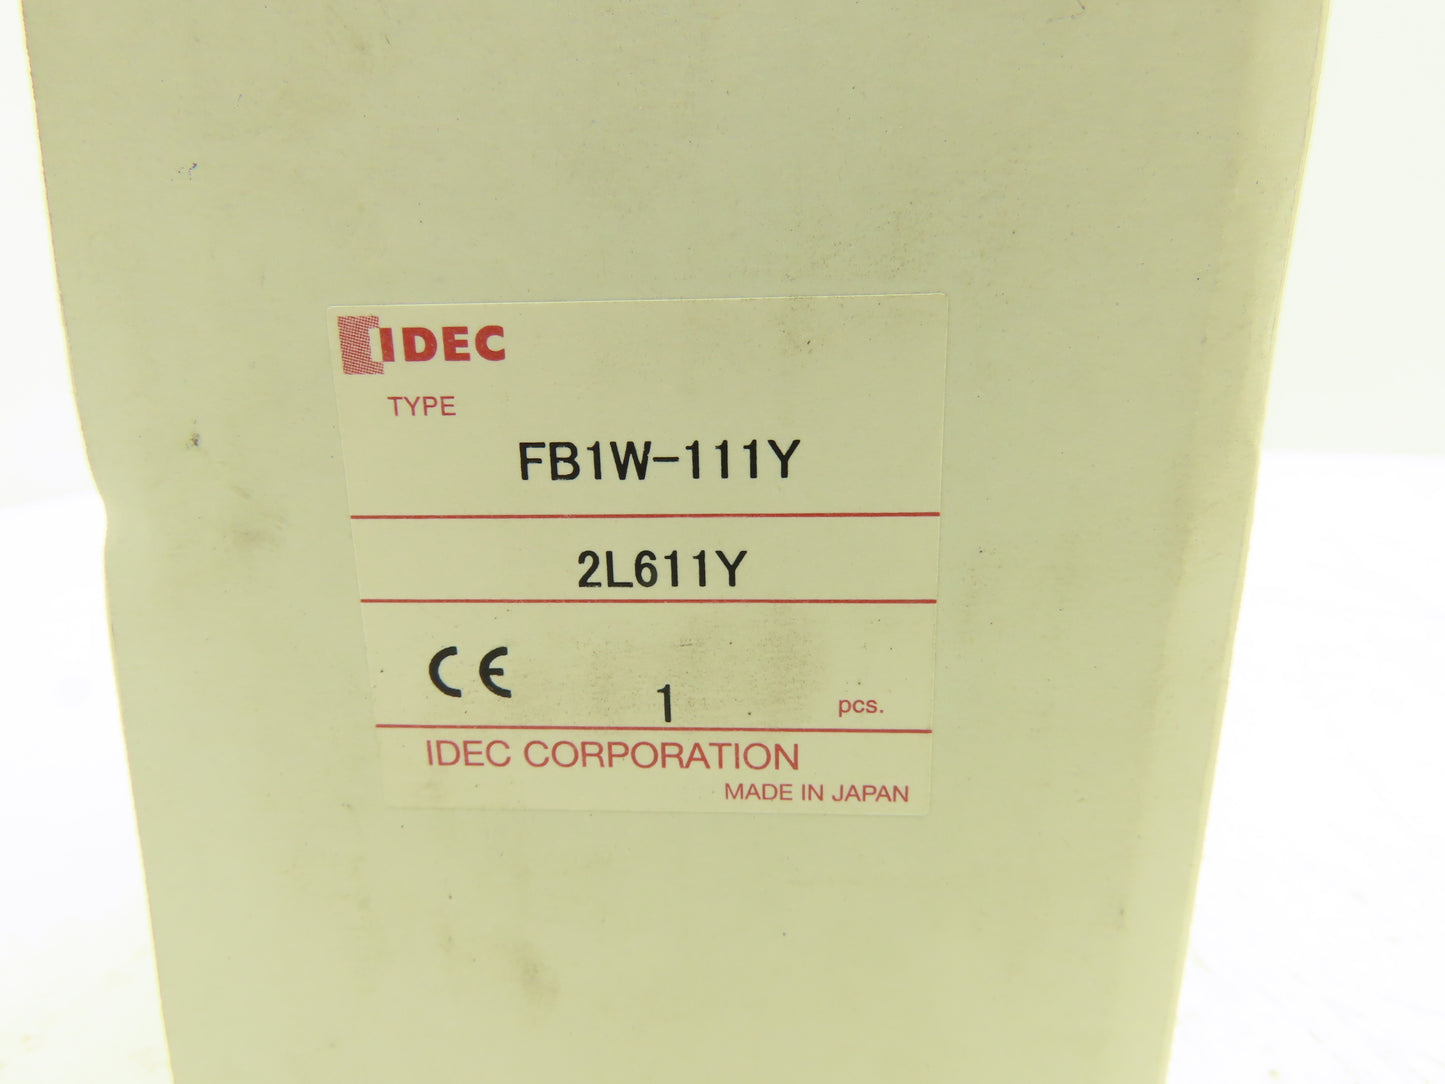 IDEC
TYPE
FB1W-111Y
2L611Y
CE
1 pcs.
IDEC CORPORATION
MADE IN JAPAN